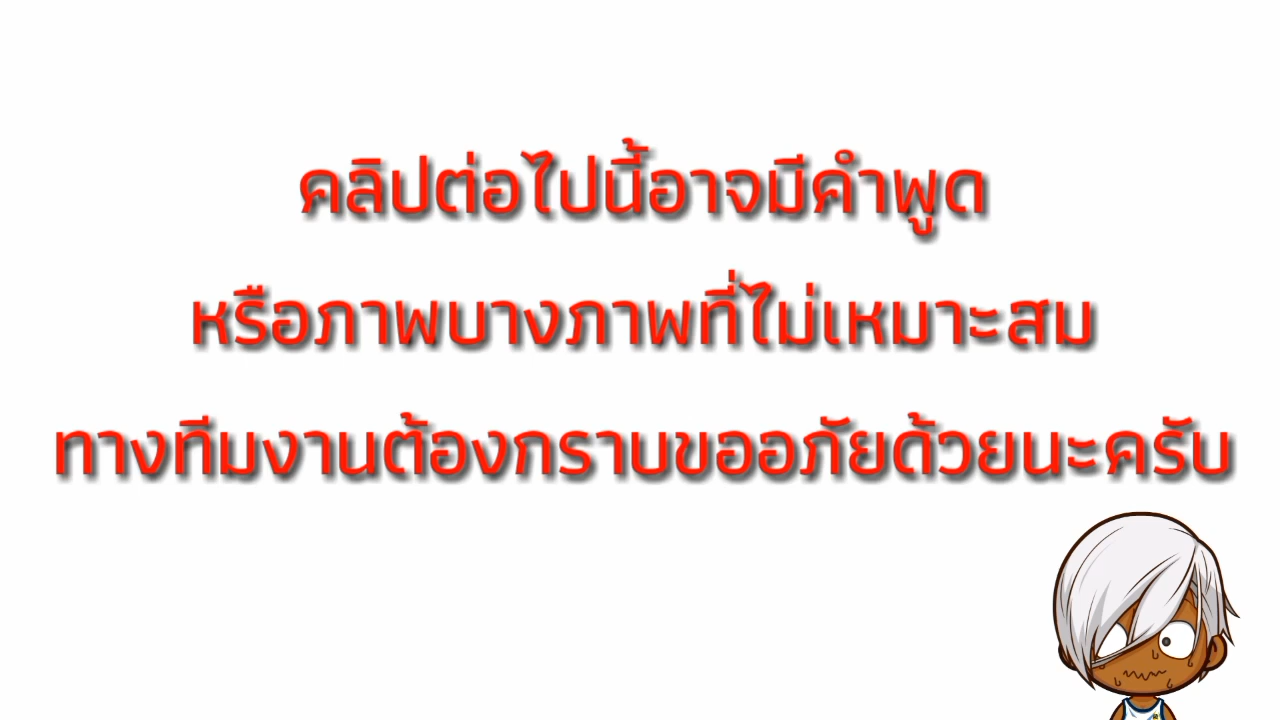 คลิปต่อไปนี้อาจมีคำพูด
หรือภาพบางภาพที่ไม่เหมาะสม
ทางทีมงานต้องกราบขออภัยด้วยนะครับ